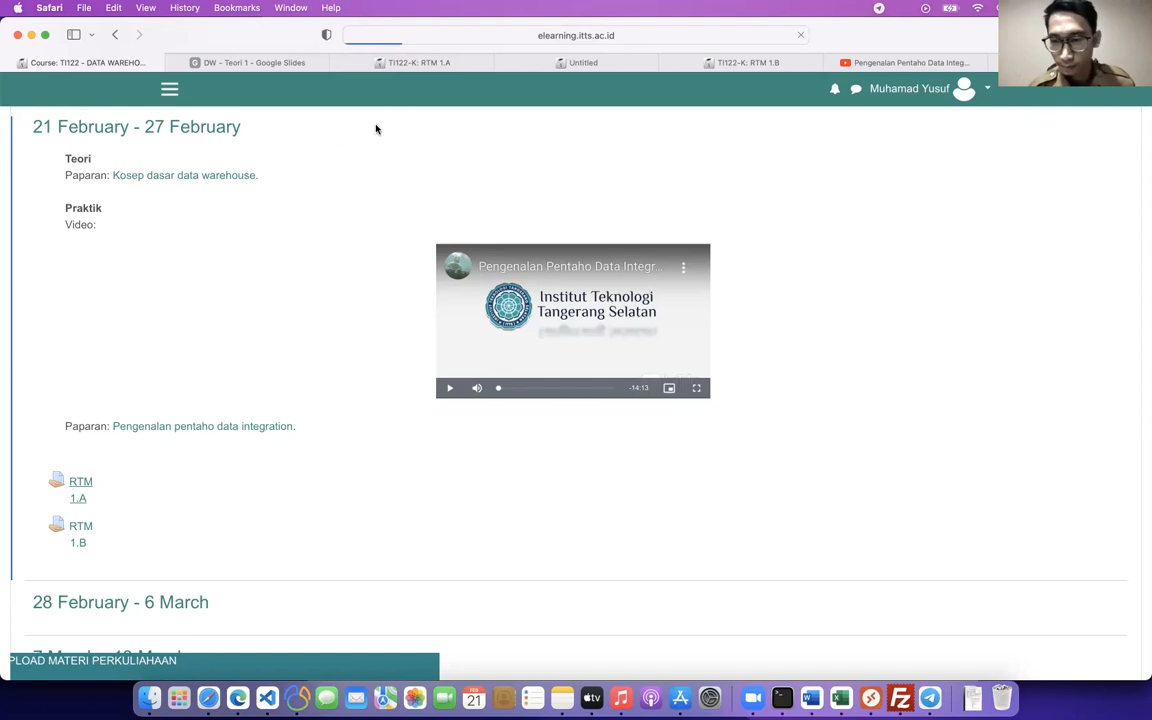 Safari File Edit View History Bookmarks Window Help
elearning.itts.ac.id
Course: TI122 - DATA WAREHO... DW - Teori 1 - Google Slides TI122-K: RTM 1.A Untitled TI122-K: RTM 1.B Pengenalan Pentaho Data Integ...
Muhamad Yusuf
21 February - 27 February
Teori
Paparan: Kosep dasar data warehouse.
Praktik
Video:
Pengenalan Pentaho Data Integr...
Institut Teknologi
Tangerang Selatan
-14:13
Paparan: Pengenalan pentaho data integration.
RTM
1.A
RTM
1.B
28 February - 6 March
PLOAD MATERI PERKULIAHAAN
21